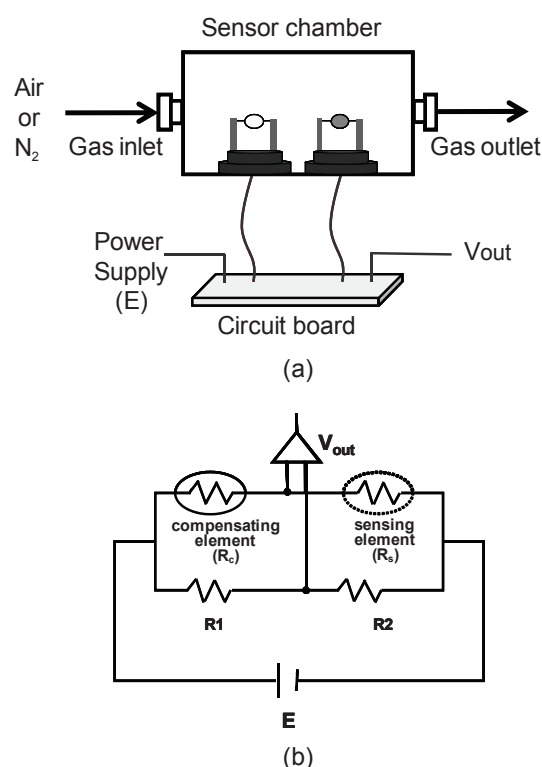 Sensor chamber
Air
or
N₂
Gas inlet
Gas outlet
Power
Supply
(E)
Vout
Circuit board
(a)
Vout
compensating
element
(Rc)
sensing
element
(Rs)
R1
R2
E
(b)